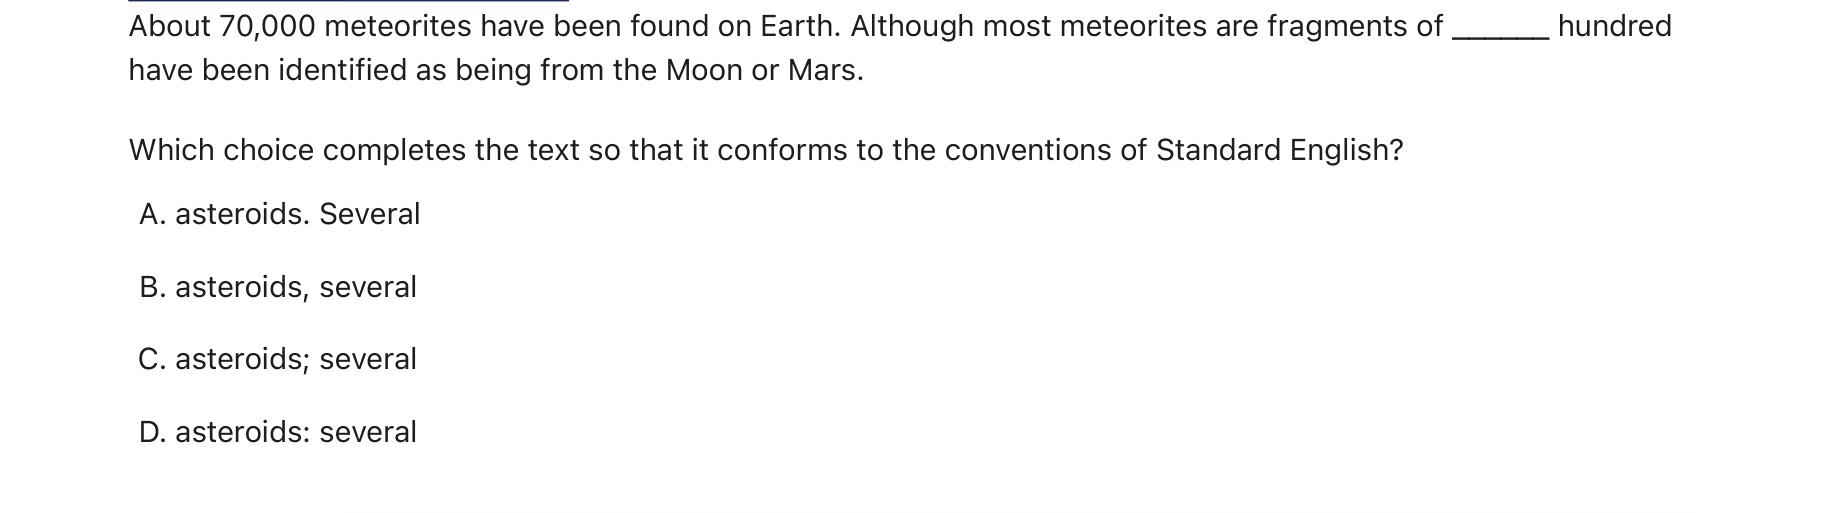 About 70,000 meteorites have been found on Earth. Although most meteorites are fragments of ______ hundred
have been identified as being from the Moon or Mars.
Which choice completes the text so that it conforms to the conventions of Standard English?
A. asteroids. Several
B. asteroids, several
C. asteroids; several
D. asteroids: several